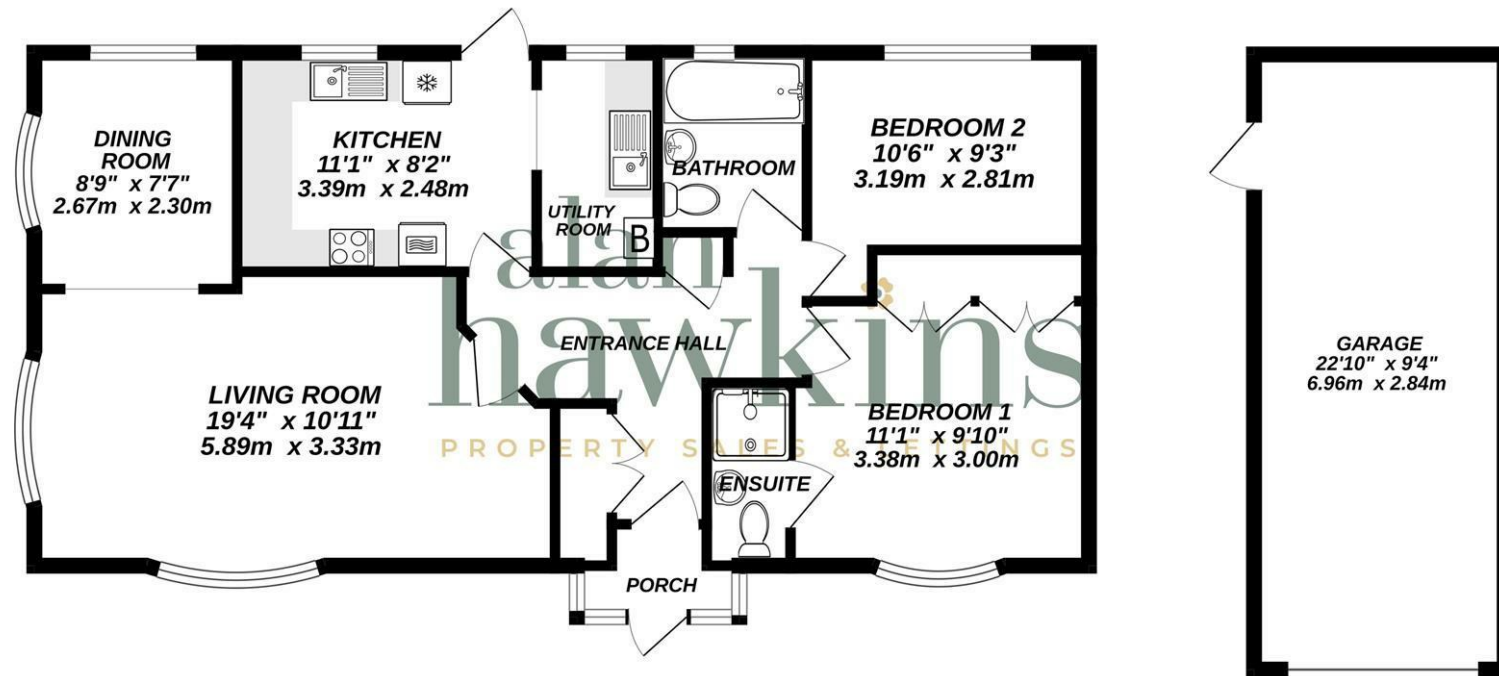 DINING
ROOM
8'9" x 7'7"
2.67m x 2.30m
KITCHEN
11'1" x 8'2"
3.39m x 2.48m
UTILITY
ROOM
B
BATHROOM
BEDROOM 2
10'6" x 9'3"
3.19m x 2.81m
alan
hawkins
PROPERTY SALES & LETTINGS
ENTRANCE HALL
LIVING ROOM
19'4" x 10'11"
5.89m x 3.33m
BEDROOM 1
11'1" x 9'10"
3.38m x 3.00m
ENSUITE
PORCH
GARAGE
22'10" x 9'4"
6.96m x 2.84m